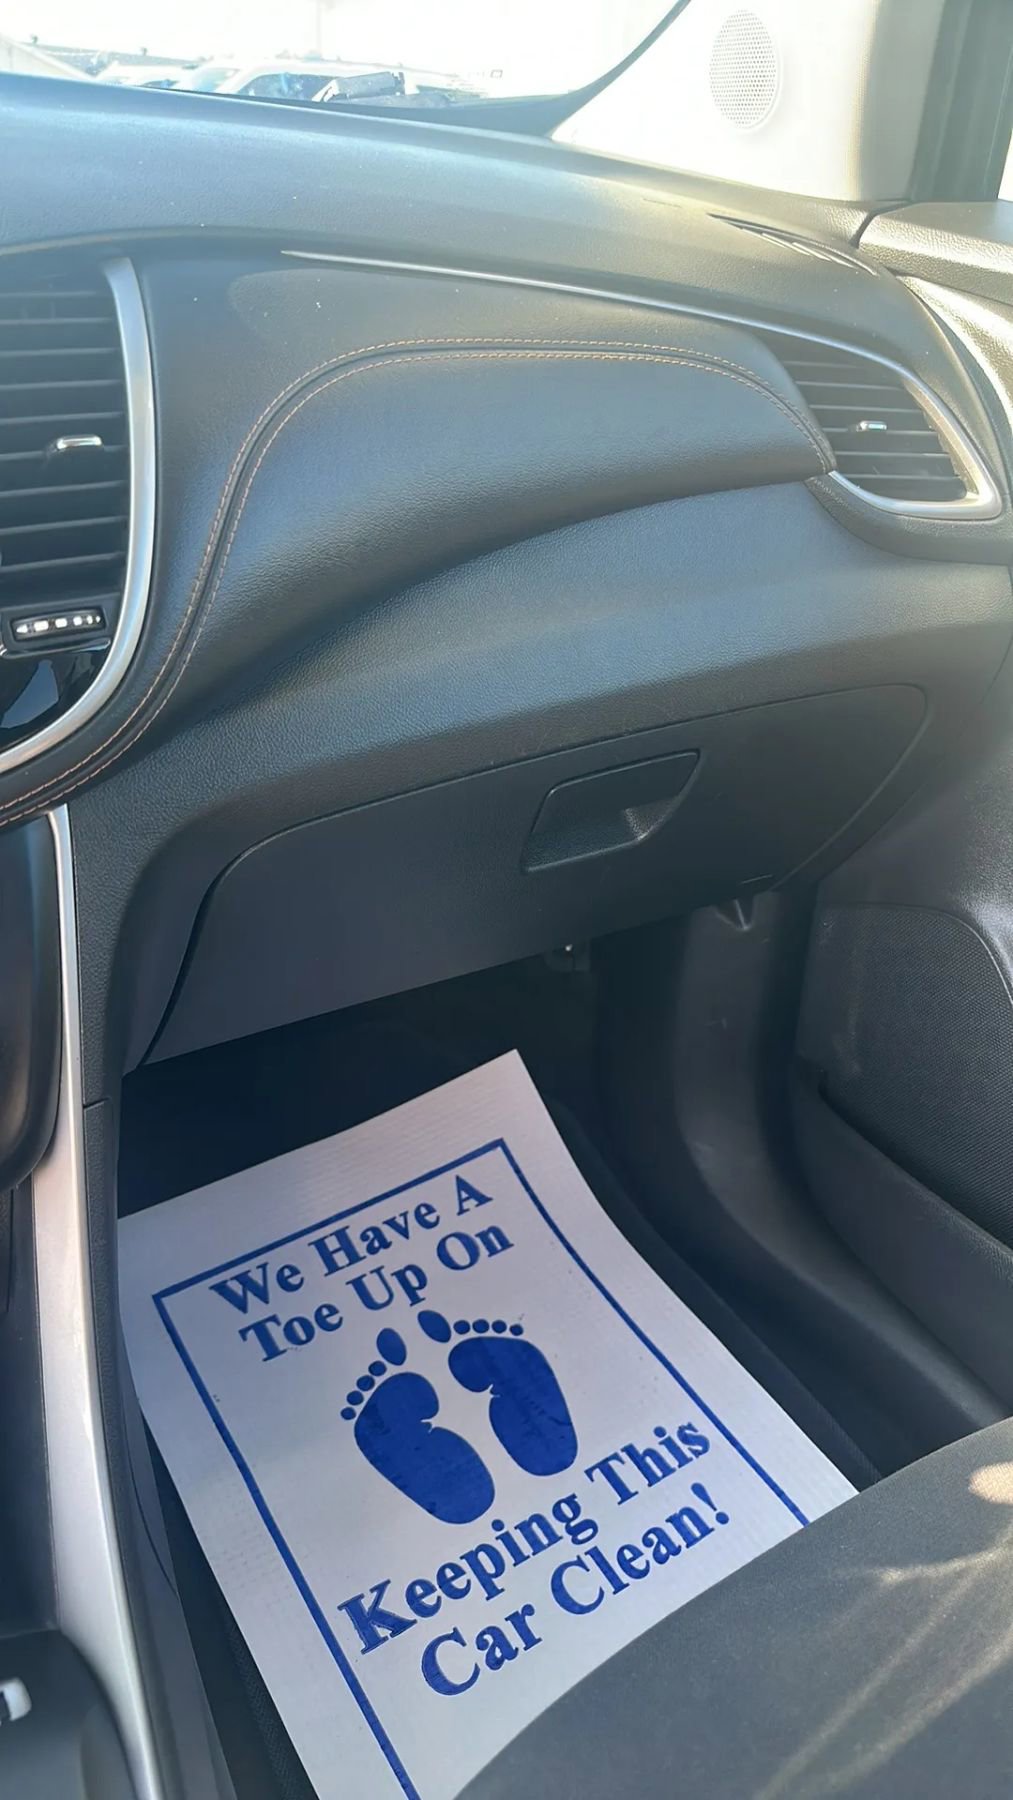 We Have A
Toe Up On
Keeping This
Car Clean!